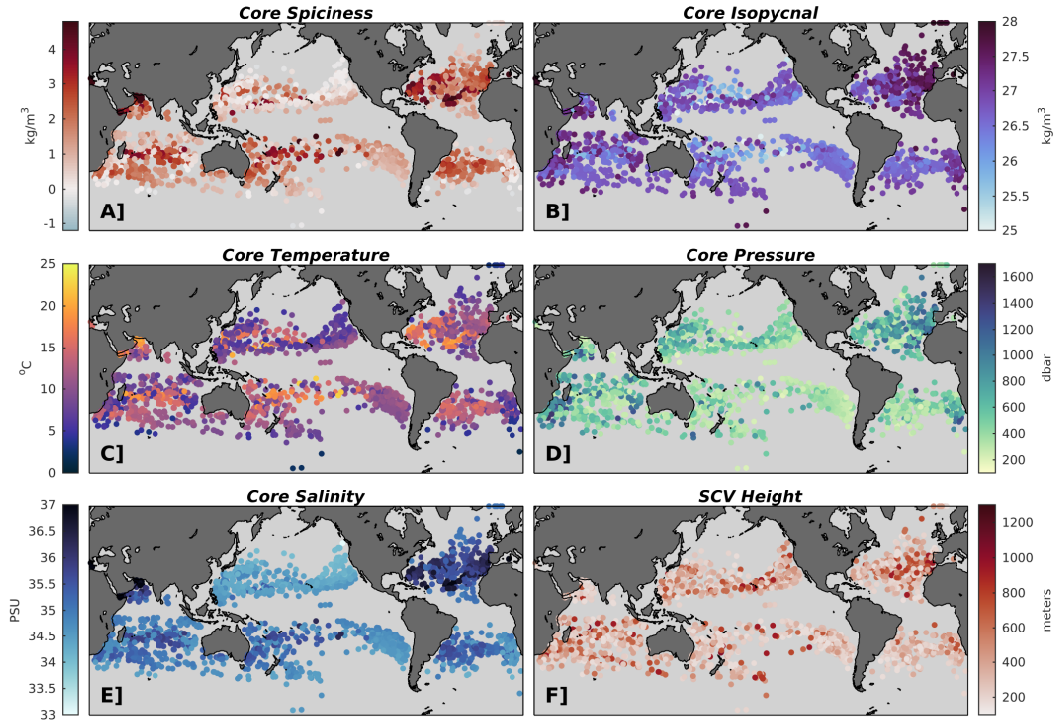 Core Spiciness
4
3
2
1
0
-1
kg/m³
A]
Core Isopycnal
28
27.5
27
26.5
26
25.5
25
kg/m³
B]
Core Temperature
25
20
15
10
5
0
°C
C]
Core Pressure
1600
1400
1200
1000
800
600
400
200
dbar
D]
Core Salinity
37
36.5
36
35.5
35
34.5
34
33.5
33
PSU
E]
SCV Height
1200
1000
800
600
400
200
meters
F]